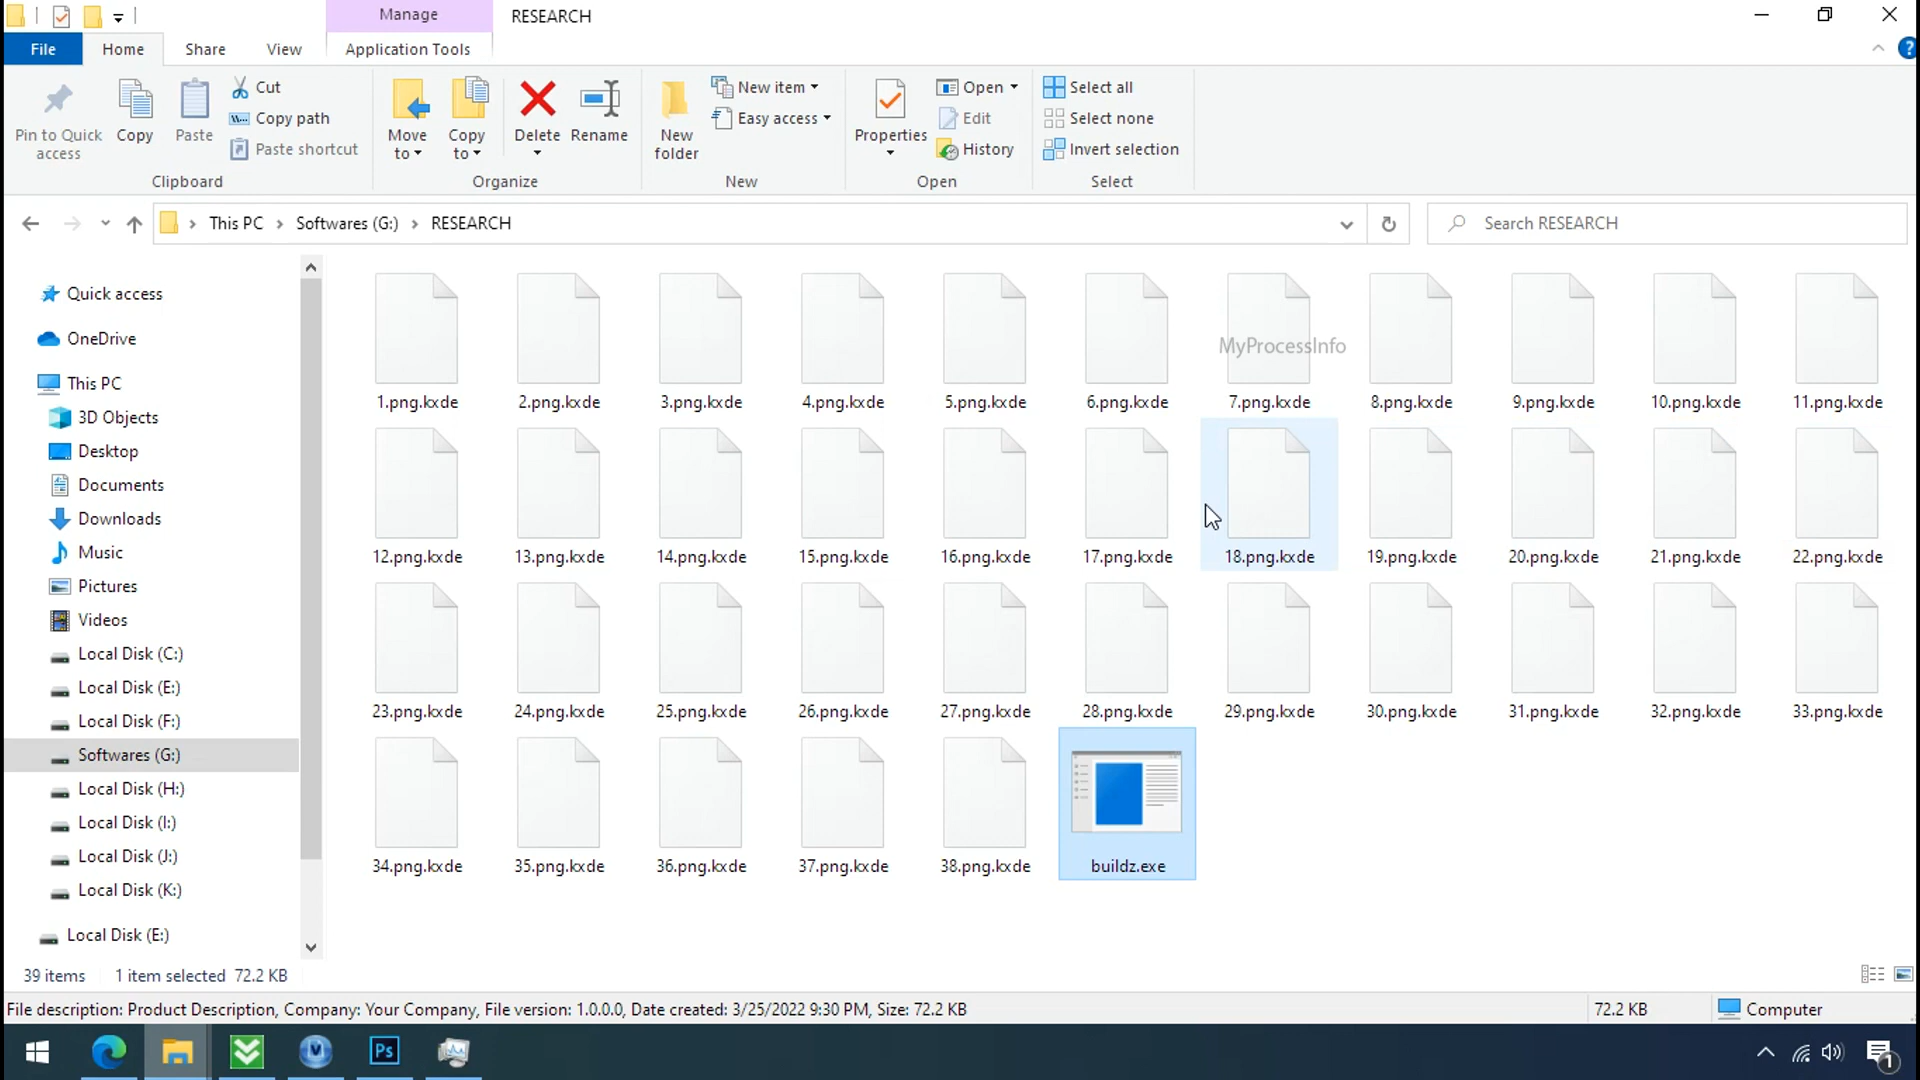 Manage
RESEARCH
File
Home
Share
View
Application Tools
Pin to Quick access
Copy
Paste
Cut
Copy path
Paste shortcut
Clipboard
Move to
Copy to
Delete
Rename
Organize
New folder
New item
Easy access
New
Properties
Open
Edit
History
Open
Select all
Select none
Invert selection
Select
This PC
Softwares (G:)
RESEARCH
Search RESEARCH
Quick access
OneDrive
This PC
3D Objects
Desktop
Documents
Downloads
Music
Pictures
Videos
Local Disk (C:)
Local Disk (E:)
Local Disk (F:)
Softwares (G:)
Local Disk (H:)
Local Disk (I:)
Local Disk (J:)
Local Disk (K:)
Local Disk (E:)
MyProcessInfo
1.png.kxde 2.png.kxde 3.png.kxde 4.png.kxde 5.png.kxde 6.png.kxde 7.png.kxde 8.png.kxde 9.png.kxde 10.png.kxde 11.png.kxde
12.png.kxde 13.png.kxde 14.png.kxde 15.png.kxde 16.png.kxde 17.png.kxde 18.png.kxde 19.png.kxde 20.png.kxde 21.png.kxde 22.png.kxde
23.png.kxde 24.png.kxde 25.png.kxde 26.png.kxde 27.png.kxde 28.png.kxde 29.png.kxde 30.png.kxde 31.png.kxde 32.png.kxde 33.png.kxde
34.png.kxde 35.png.kxde 36.png.kxde 37.png.kxde 38.png.kxde buildz.exe
39 items 1 item selected 72.2 KB
File description: Product Description, Company: Your Company, File version: 1.0.0.0, Date created: 3/25/2022 9:30 PM, Size: 72.2 KB
72.2 KB
Computer
Ps
1